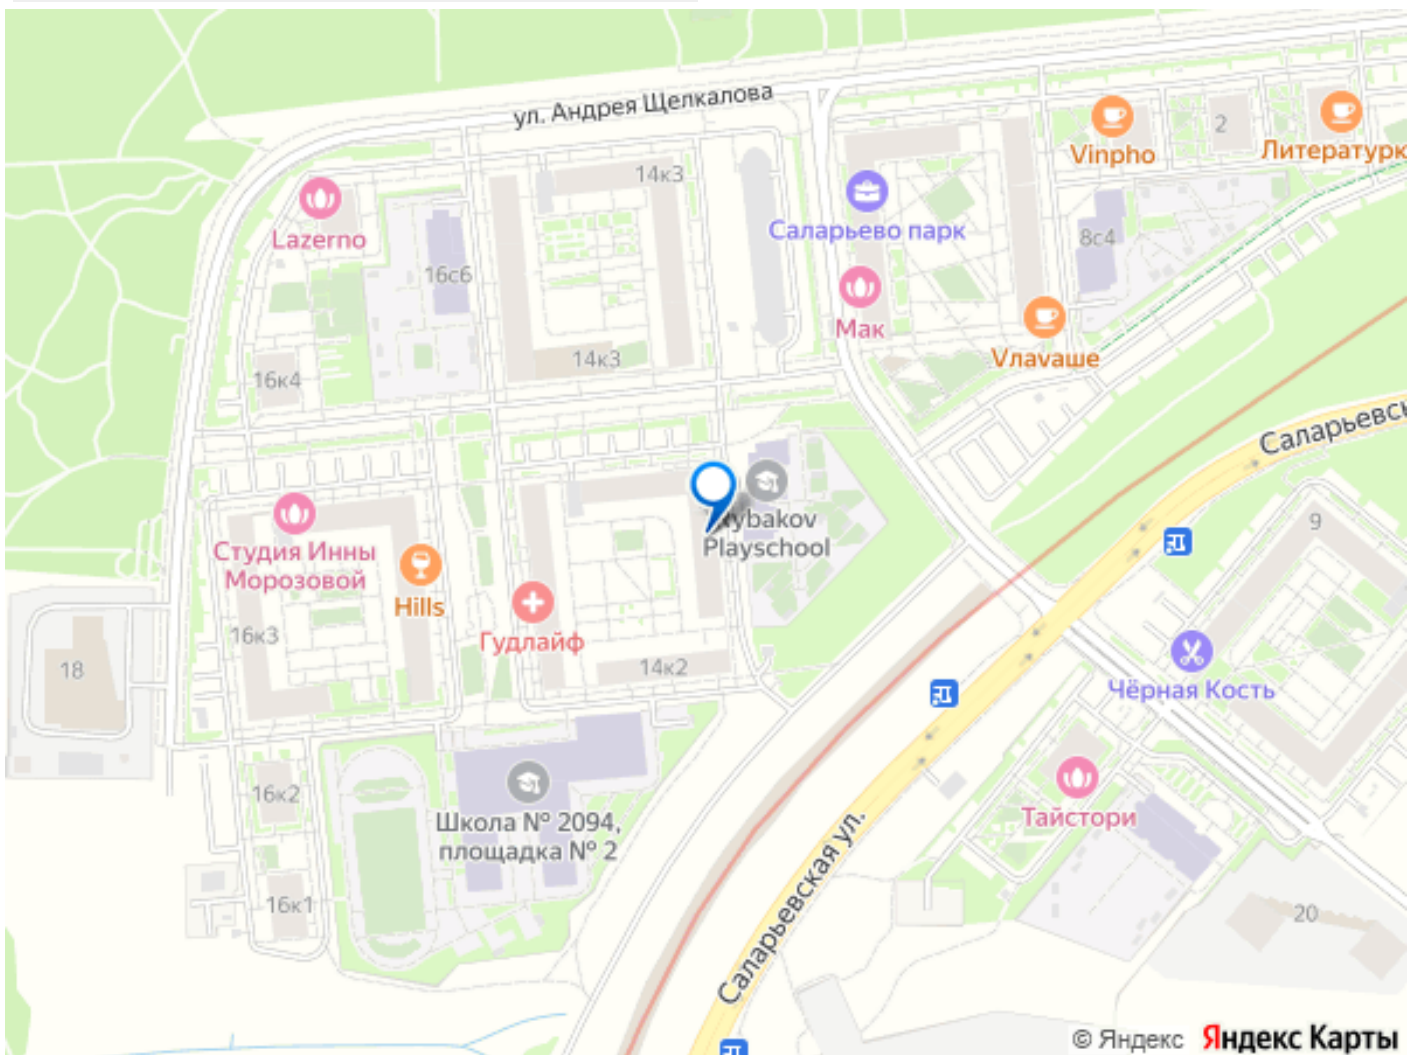 ул. Андрея Щелкалова
Vinpho
2
Литературк
14к3
Lazerno
Саларьево парк
8с4
16с6
Мак
Vлаваше
14к3
16к4
Саларьевс
Rybakov
Playschool
9
Студия Инны
Морозовой
Hills
Гудлайф
16к3
14к2
18
Чёрная Кость
16к2
Школа № 2094,
площадка № 2
Тайстори
Саларьевская ул.
16к1
20
© Яндекс Яндекс Карты